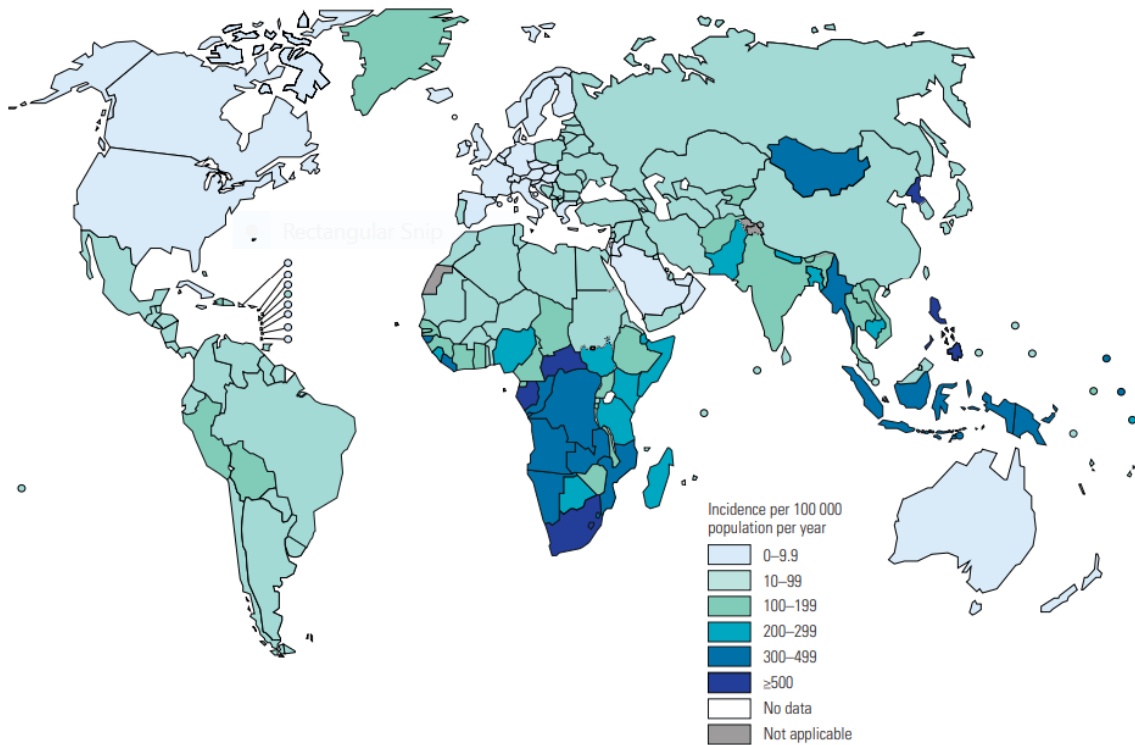 Rectangular Snip
Incidence per 100 000
population per year
0–9.9
10–99
100–199
200–299
300–499
≥500
No data
Not applicable